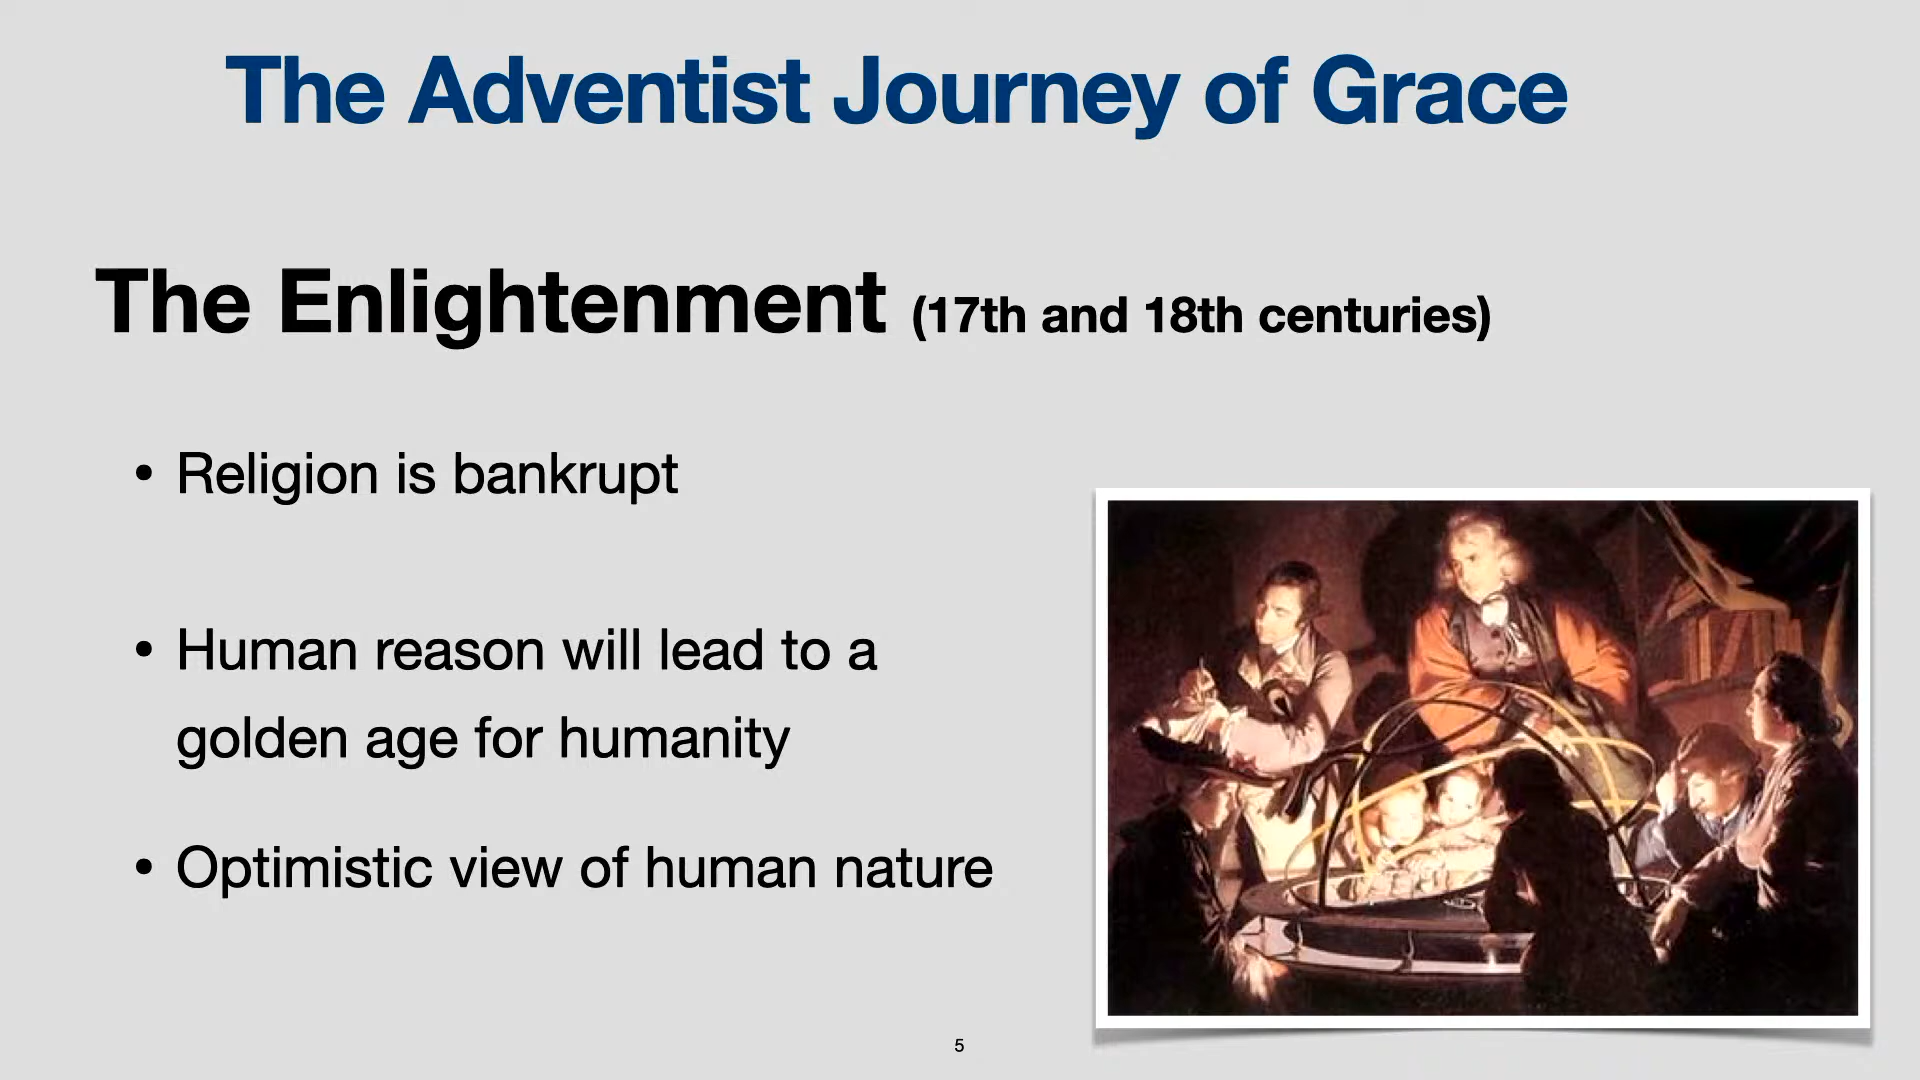 The Adventist Journey of Grace
The Enlightenment (17th and 18th centuries)
• Religion is bankrupt
• Human reason will lead to a
golden age for humanity
• Optimistic view of human nature
5